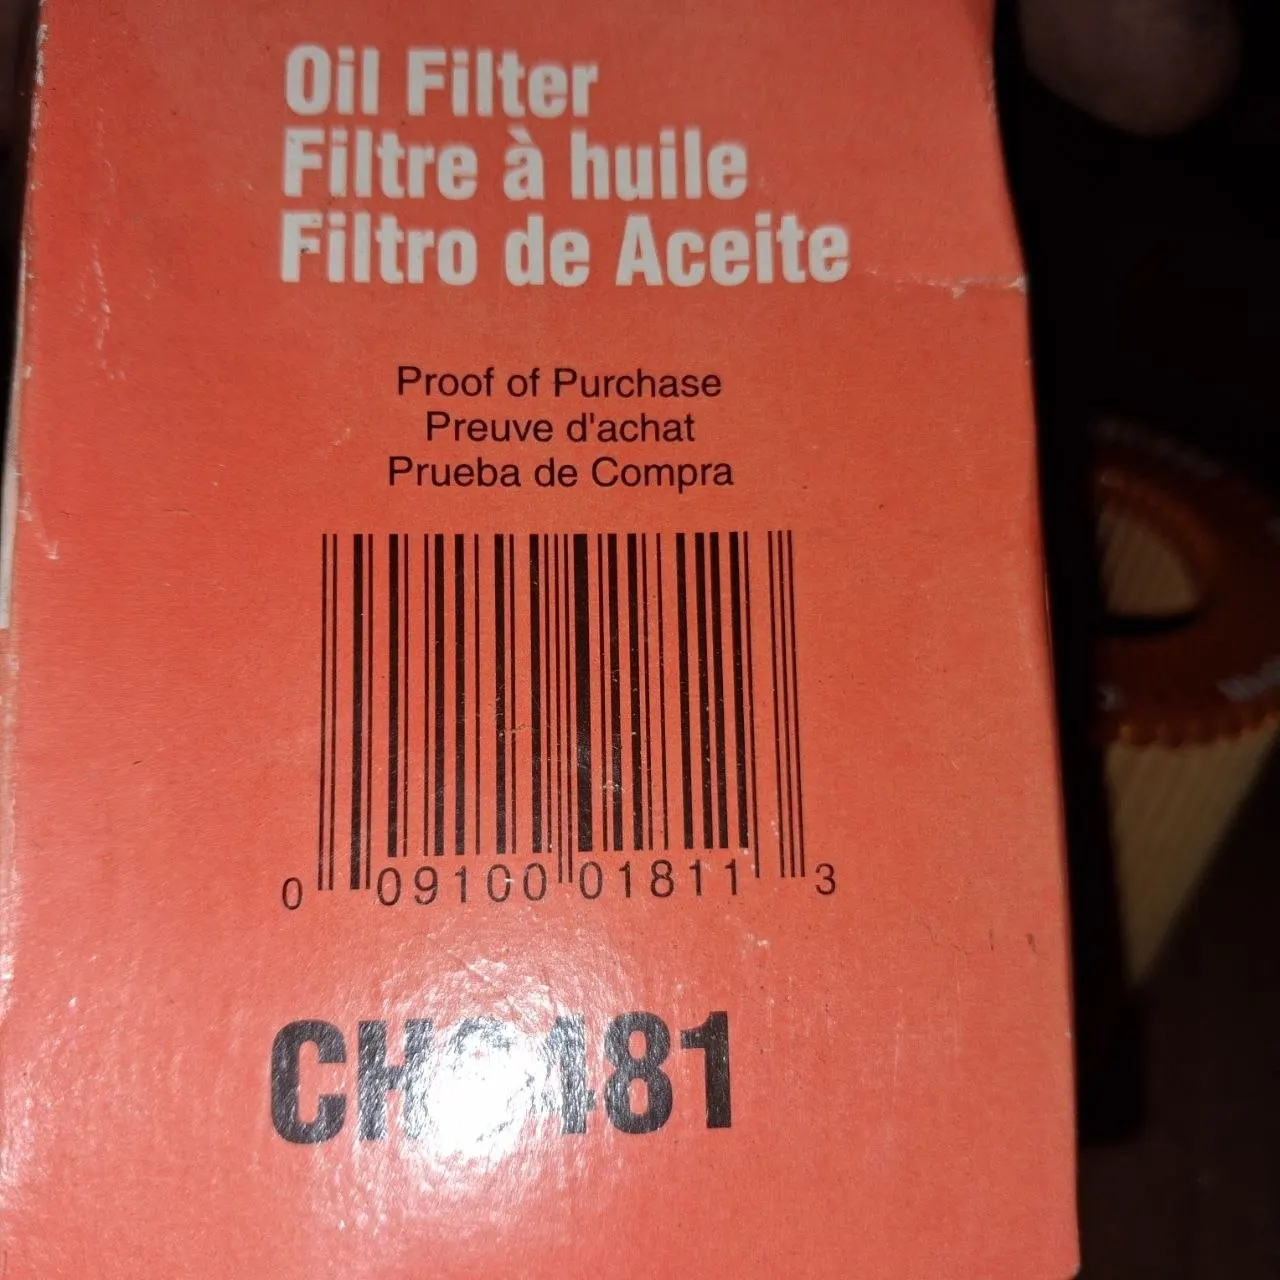 Oil Filter
Filtre à huile
Filtro de Aceite
Proof of Purchase
Preuve d'achat
Prueba de Compra
0 09100 01811 3